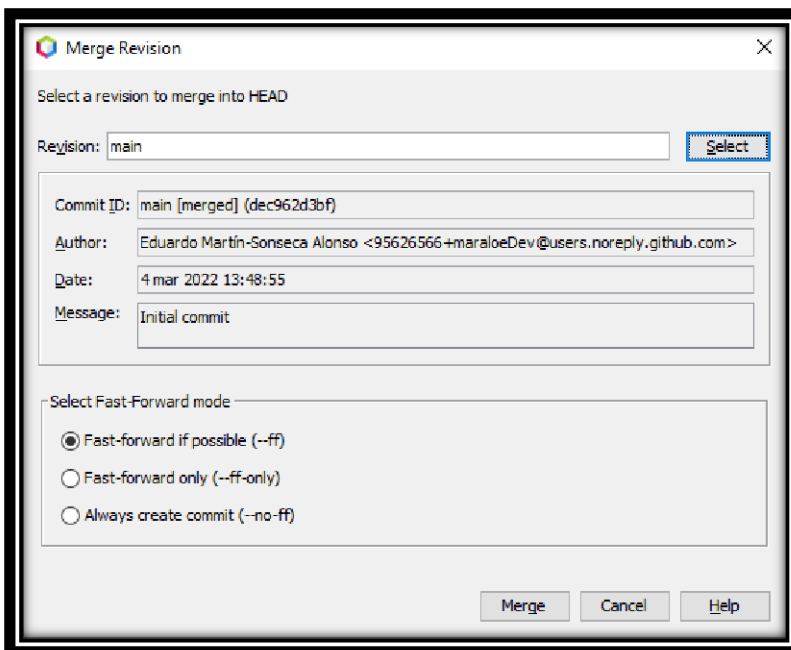 Merge Revision
Select a revision to merge into HEAD
Revision: main Select
Commit ID: main [merged] (dec962d3bf)
Author: Eduardo Martín-Sonseca Alonso <95626566+maraloeDev@users.noreply.github.com>
Date: 4 mar 2022 13:48:55
Message: Initial commit
Select Fast-Forward mode
Fast-forward if possible (--ff)
Fast-forward only (--ff-only)
Always create commit (--no-ff)
Merge Cancel Help